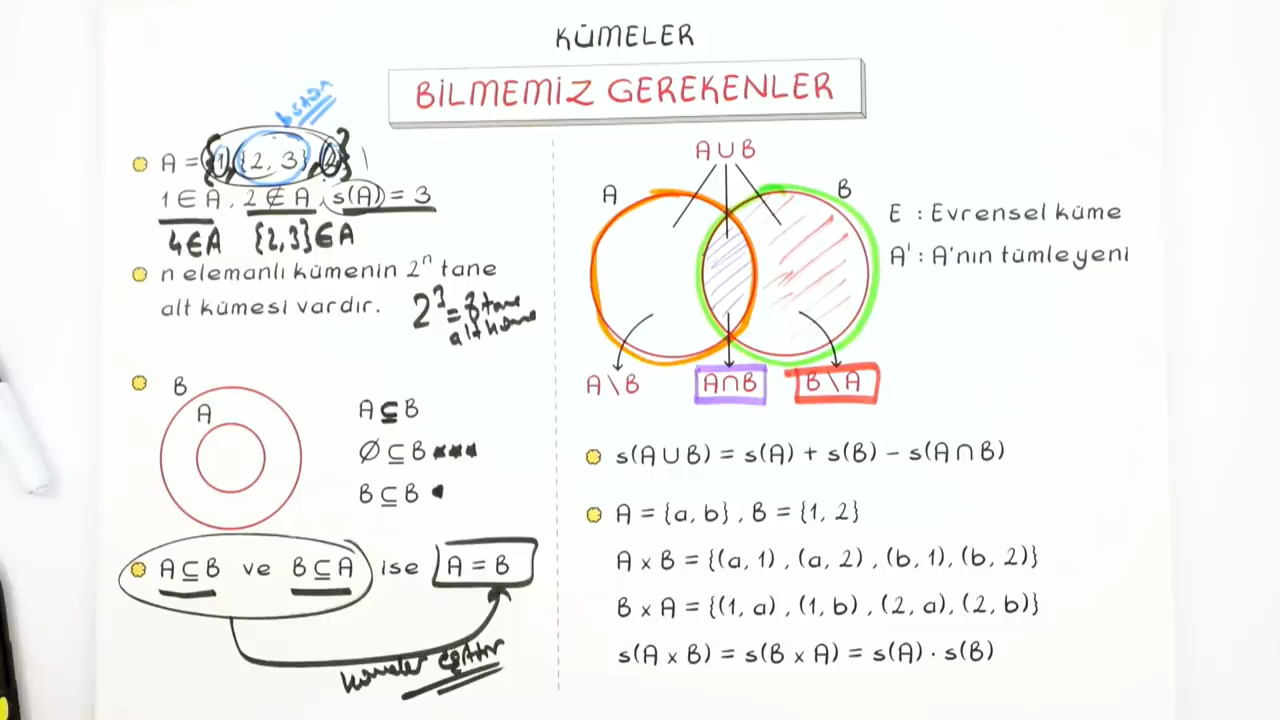 KÜMELER
BİLMEMİZ GEREKENLER
A = {1, {2, 3}, 4}
1 ∈ A, 2 ∉ A, s(A) = 3
4 ∈ A {2,3} ∈ A
n elemanlı kümenin 2ⁿ tane
alt kümesi vardır.
2³ = 8 tane
alt küme
B
A
A ⊆ B
∅ ⊆ B
B ⊆ B
A ⊆ B ve B ⊆ A ise A = B
kümeler eşittir
A ∪ B
A
B
E : Evrensel küme
A' : A'nın tümleyeni
A \ B
A ∩ B
B \ A
s(A ∪ B) = s(A) + s(B) − s(A ∩ B)
A = {a, b}, B = {1, 2}
A × B = {(a, 1), (a, 2), (b, 1), (b, 2)}
B × A = {(1, a), (1, b), (2, a), (2, b)}
s(A × B) = s(B × A) = s(A) · s(B)